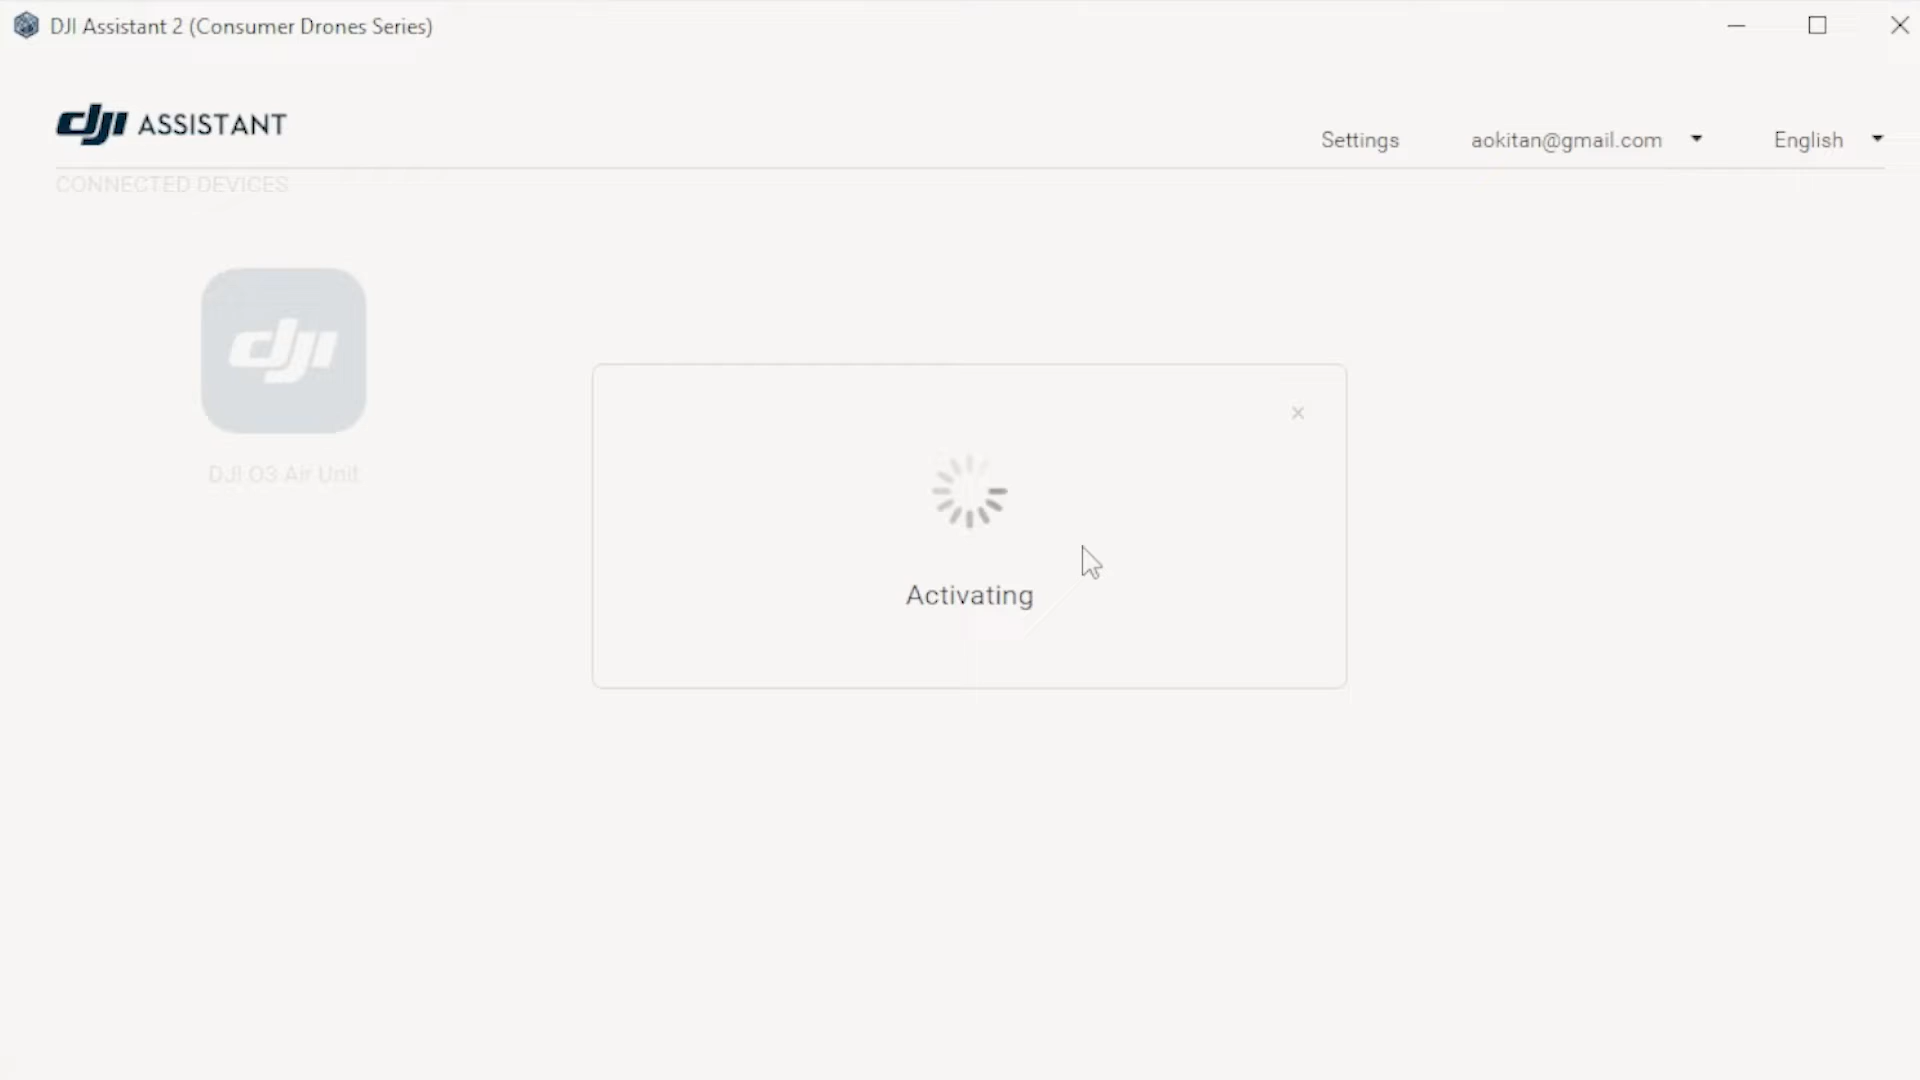 DJI Assistant 2 (Consumer Drones Series)
dji ASSISTANT
Settings aokitan@gmail.com English
CONNECTED DEVICES
dji
DJI O3 Air Unit
Activating